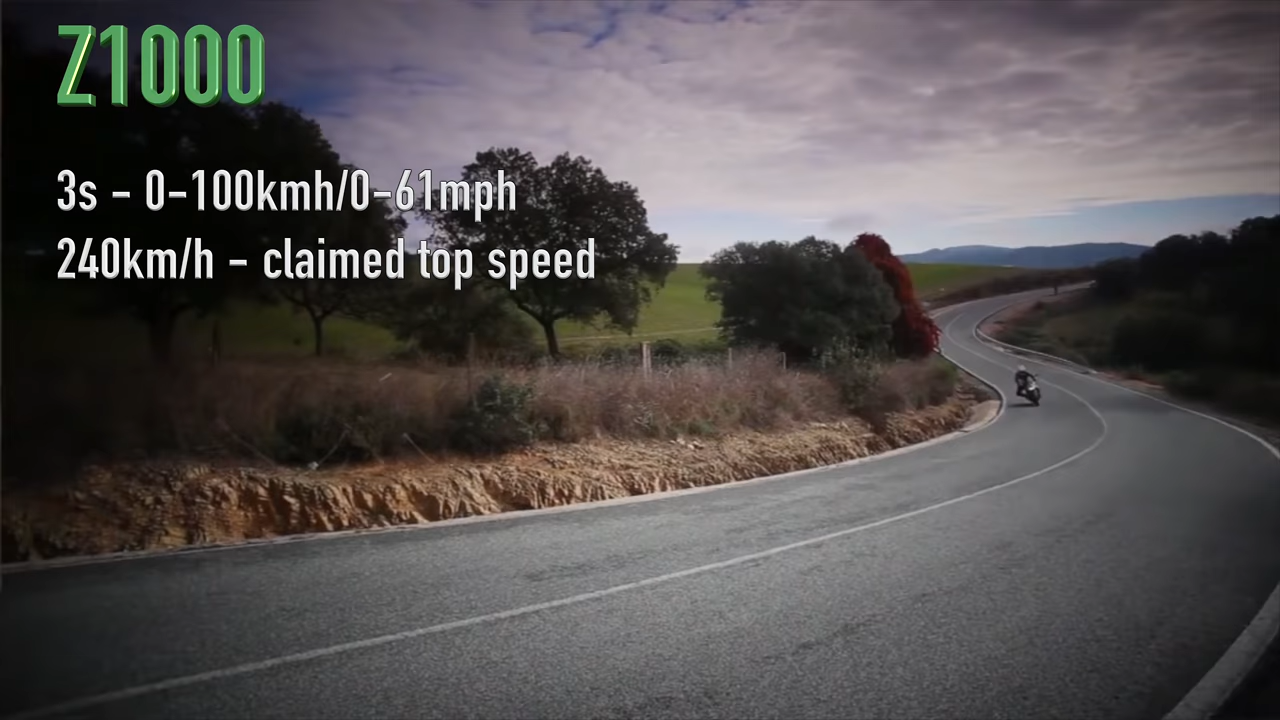 Z1000
3s - 0-100kmh/0-61mph
240km/h - claimed top speed